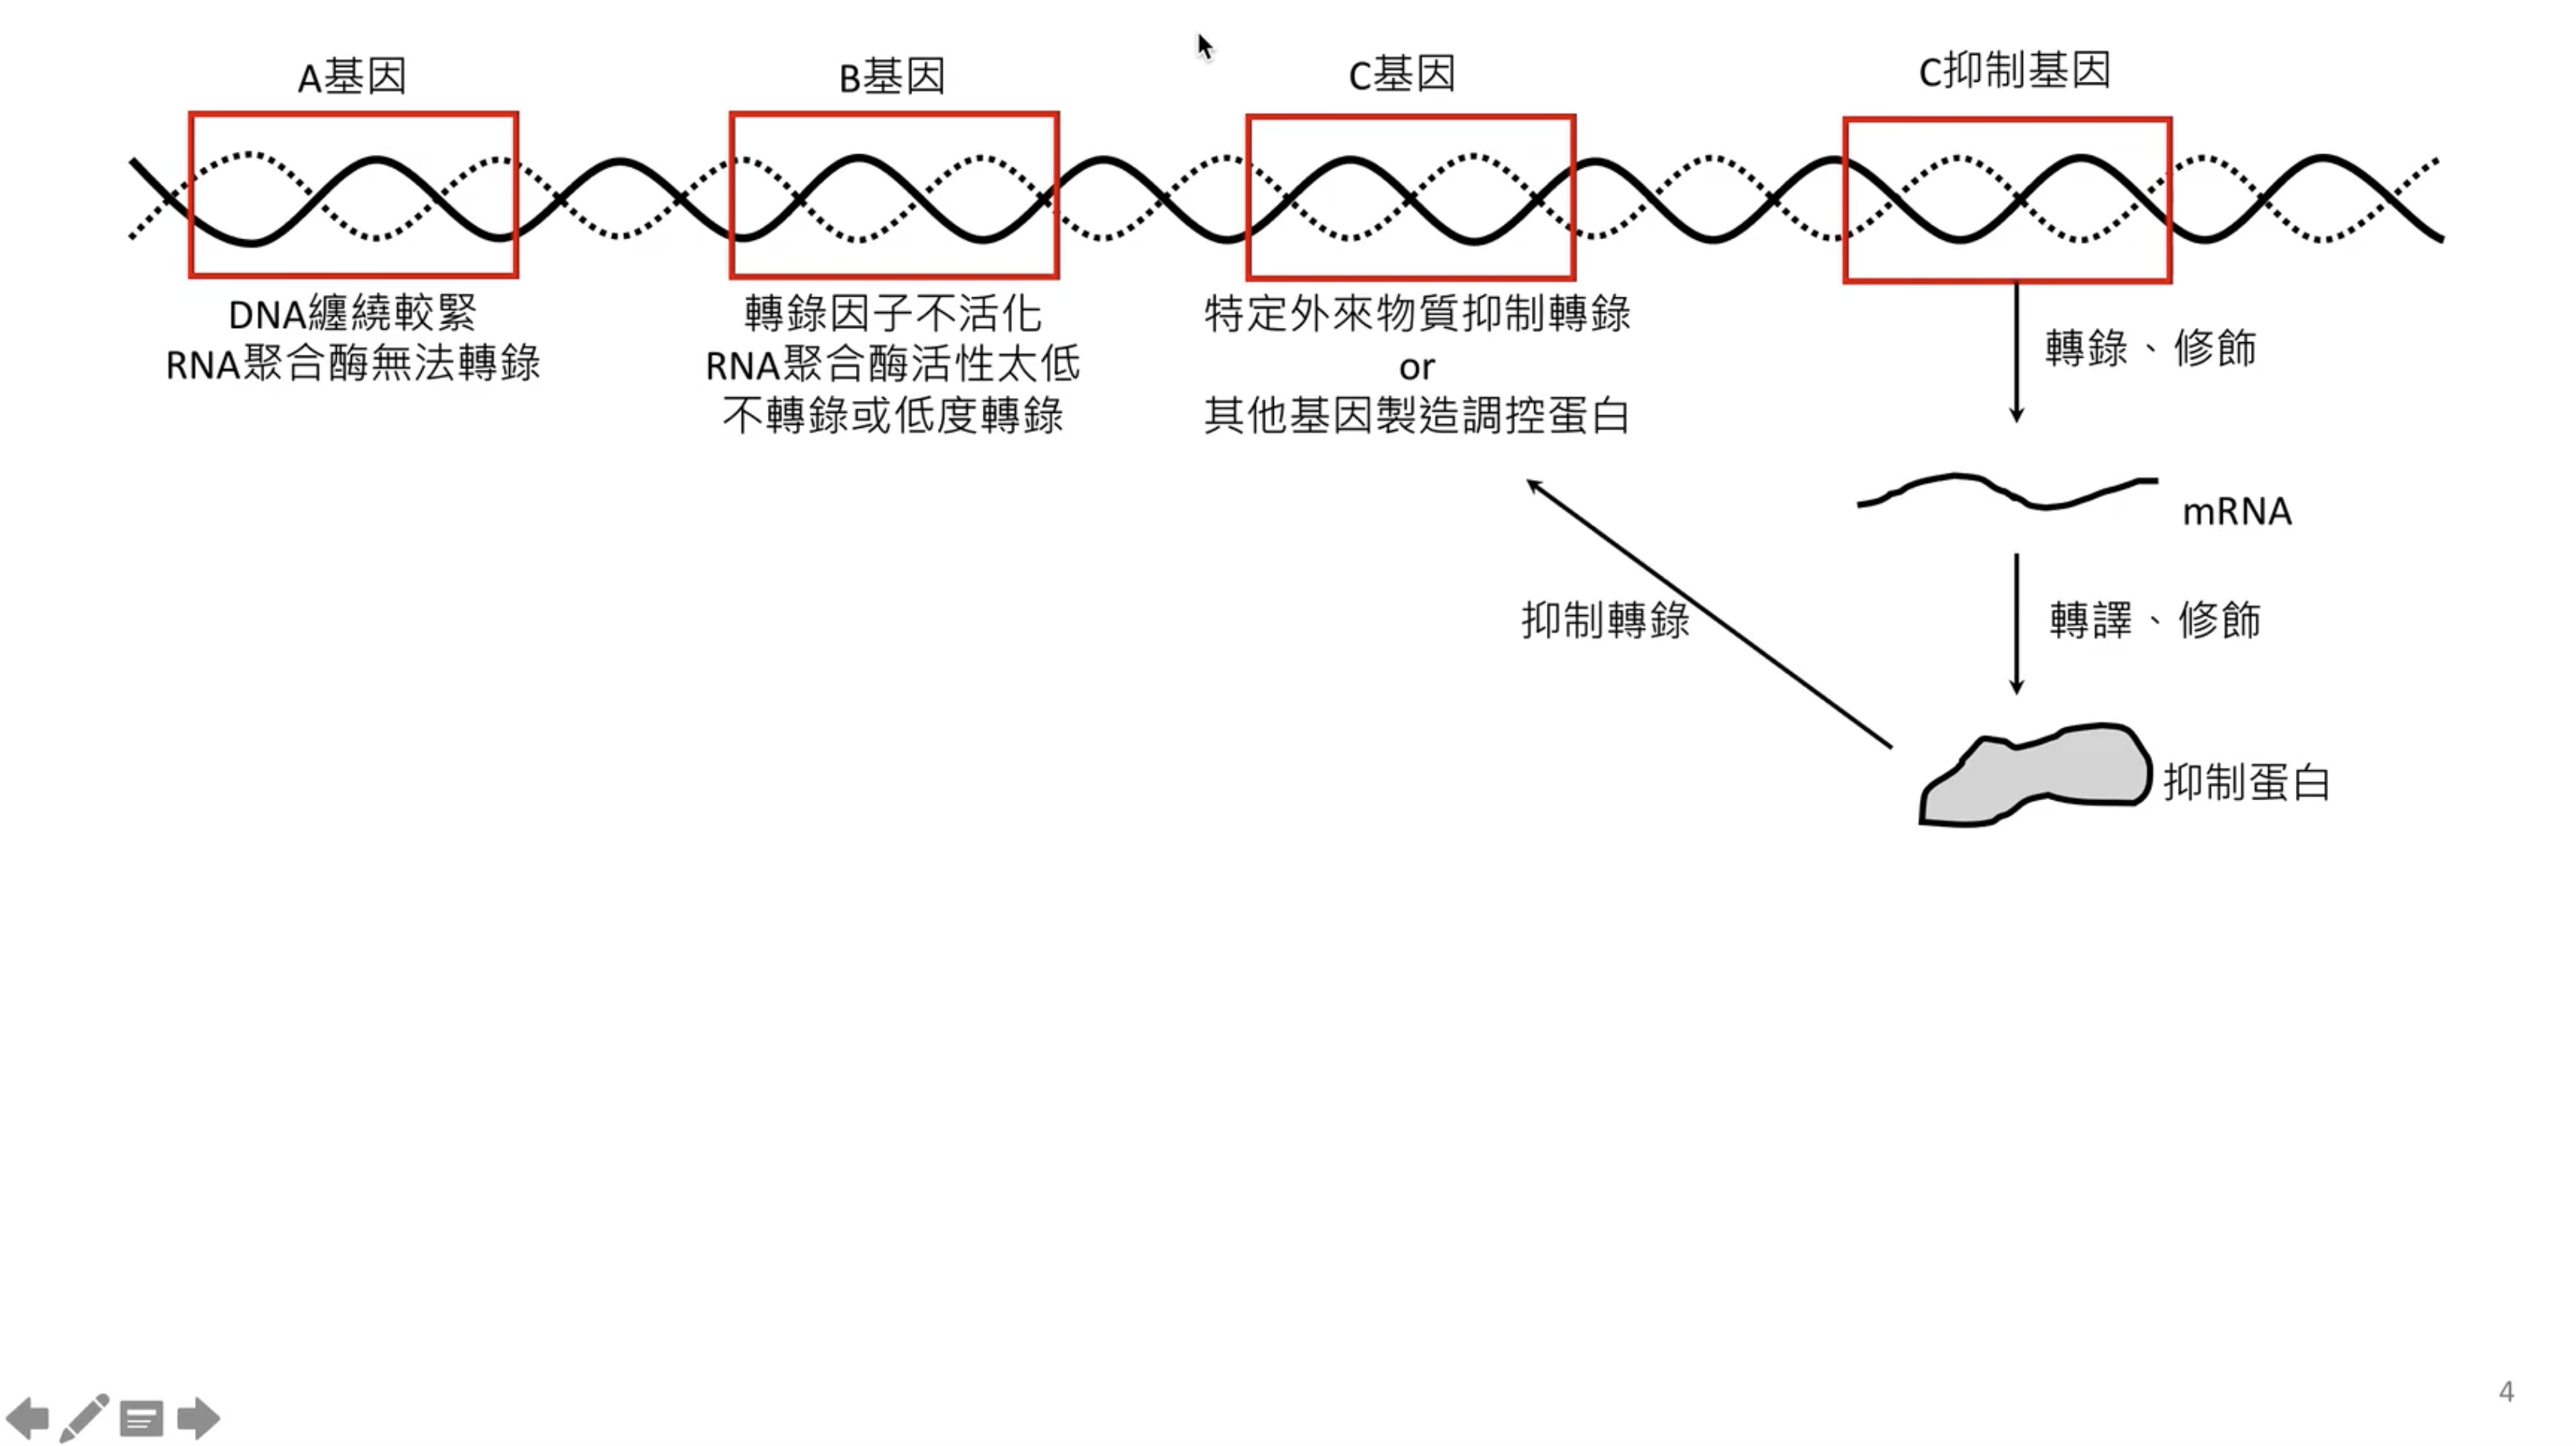 A基因
B基因
C基因
C抑制基因
DNA纏繞較緊
RNA聚合酶無法轉錄
轉錄因子不活化
RNA聚合酶活性太低
不轉錄或低度轉錄
特定外來物質抑制轉錄
or
其他基因製造調控蛋白
轉錄、修飾
mRNA
抑制轉錄
轉譯、修飾
抑制蛋白
4